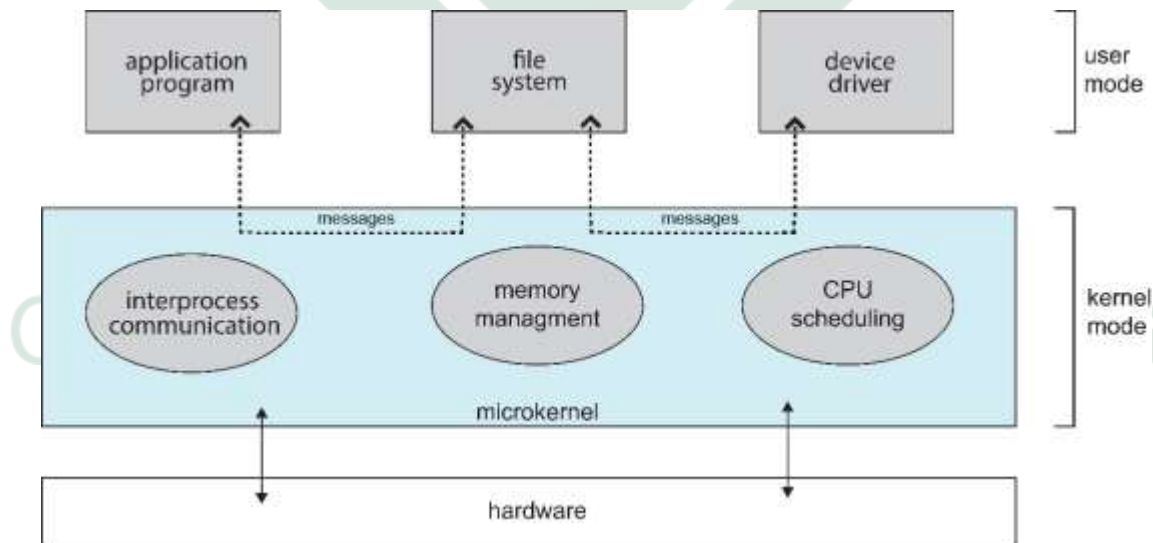 application
program
file
system
device
driver
user
mode
messages
messages
interprocess
communication
memory
managment
CPU
scheduling
kernel
mode
microkernel
hardware